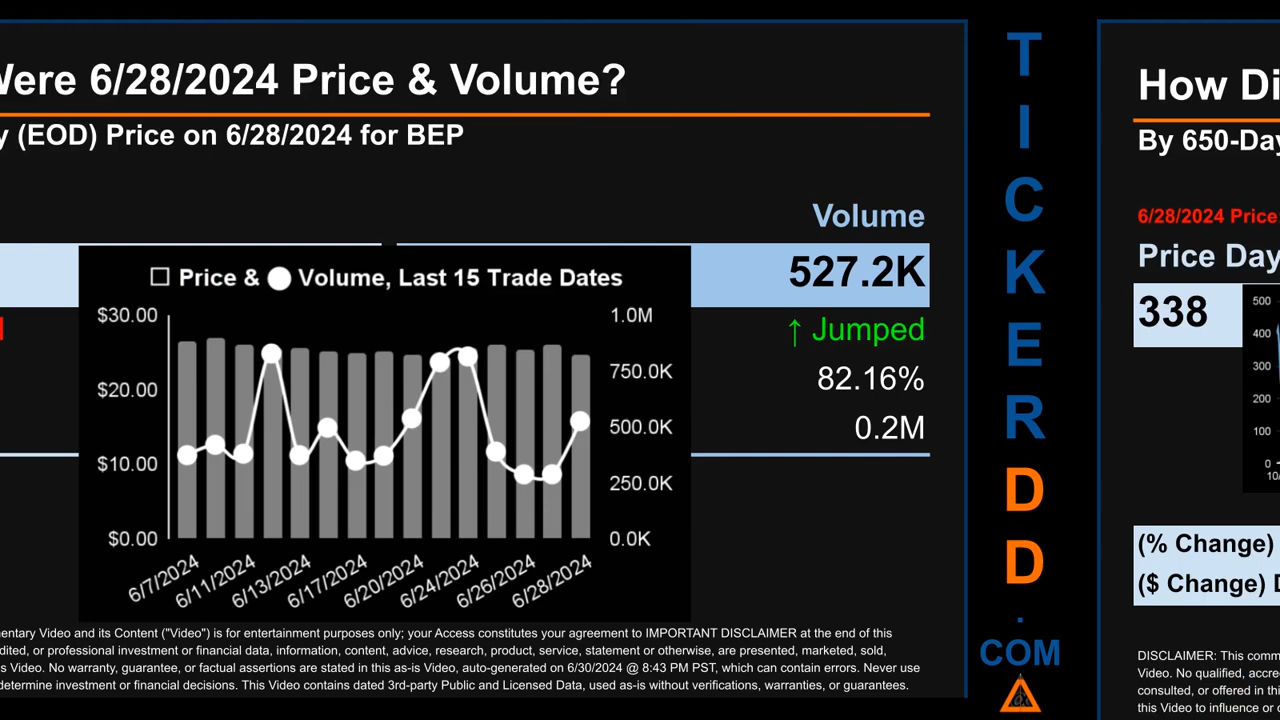 Were 6/28/2024 Price & Volume?
(EOD) Price on 6/28/2024 for BEP
Volume
527.2K
↑ Jumped
82.16%
0.2M
Price & Volume, Last 15 Trade Dates
$30.00
$20.00
$10.00
$0.00
1.0M
750.0K
500.0K
250.0K
0.0K
6/7/2024
6/11/2024
6/13/2024
6/17/2024
6/20/2024
6/24/2024
6/26/2024
6/28/2024
mentary Video and its Content ("Video") is for entertainment purposes only; your Access constitutes your agreement to IMPORTANT DISCLAIMER at the end of this
dited, or professional investment or financial data, information, content, advice, research, product, service, statement or otherwise, are presented, marketed, sold,
s Video. No warranty, guarantee, or factual assertions are stated in this as-is Video, auto-generated on 6/30/2024 @ 8:43 PM PST, which can contain errors. Never use
determine investment or financial decisions. This Video contains dated 3rd-party Public and Licensed Data, used as-is without verifications, warranties, or guarantees.
T
I
C
K
E
R
D
D
.
COM
How Di
By 650-Day
6/28/2024 Price
Price Day
338
500
400
300
200
100
0
10/
(% Change)
($ Change) D
DISCLAIMER: This comm
Video. No qualified, accre
consulted, or offered in thi
this Video to influence or